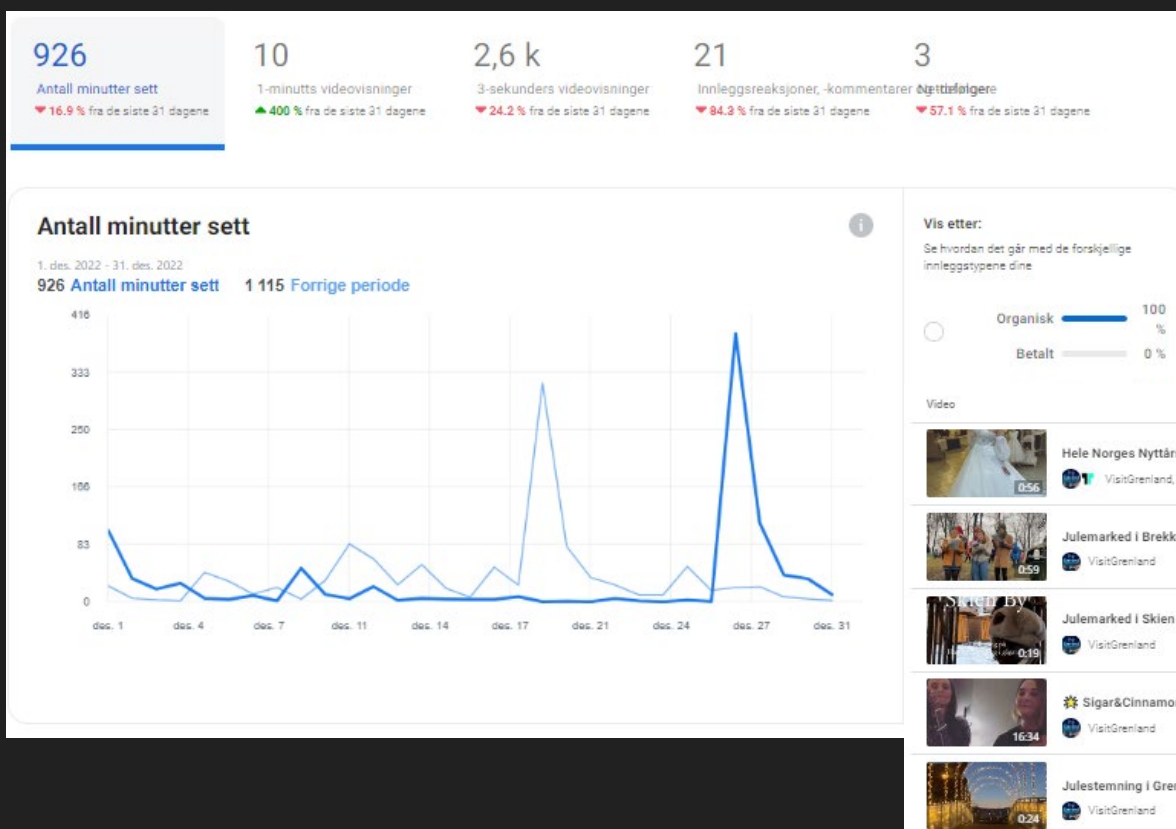 926
Antall minutter sett
16.9 % fra de siste 31 dagene
10
1-minutts videovisninger
400 % fra de siste 31 dagene
2,6 k
3-sekunders videovisninger
24.2 % fra de siste 31 dagene
21
Innleggsreaksjoner, -kommentarer og -delinger
84.3 % fra de siste 31 dagene
3
Nettofølgere
57.1 % fra de siste 31 dagene
Antall minutter sett
1. des. 2022 - 31. des. 2022
926 Antall minutter sett 1 115 Forrige periode
416
333
250
166
83
0
des. 1 des. 4 des. 7 des. 11 des. 14 des. 17 des. 21 des. 24 des. 27 des. 31
Vis etter:
Se hvordan det går med de forskjellige
innleggstypene dine
Organisk 100
%
Betalt 0 %
Video
Hele Norges Nyttårs
0:56
VisitGrenland,
Julemarked i Brekk
0:59
VisitGrenland
Skien By
Julemarked i Skien
0:19
VisitGrenland
Sigar&Cinnamo
16:34
VisitGrenland
Julestemning i Gre
0:24
VisitGrenland